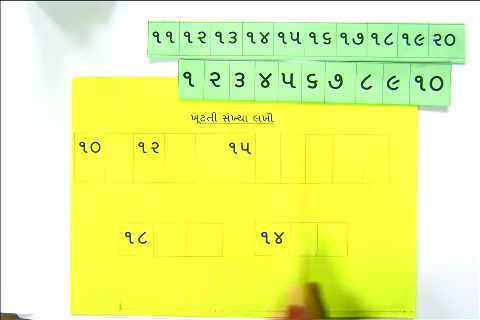 ૧૧ ૧૨ ૧૩ ૧૪ ૧૫ ૧૬ ૧૭ ૧૮ ૧૯ ૨૦
૧ ૨ ૩ ૪ ૫ ૬ ૭ ૮ ૯ ૧૦
ખૂટતી સંખ્યા લખો
૧૦ ૧૨ ૧૫
૧૮ ૧૪